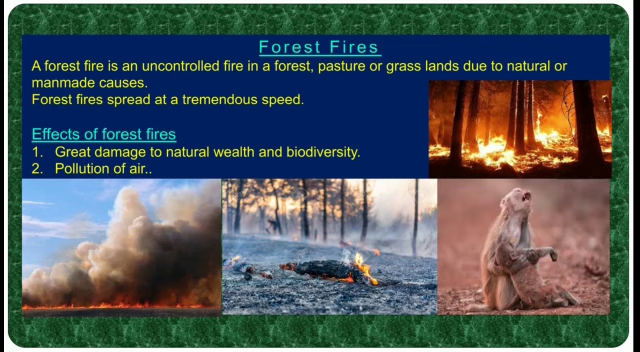 Forest Fires
A forest fire is an uncontrolled fire in a forest, pasture or grass lands due to natural or
manmade causes.
Forest fires spread at a tremendous speed.
Effects of forest fires
1. Great damage to natural wealth and biodiversity.
2. Pollution of air..